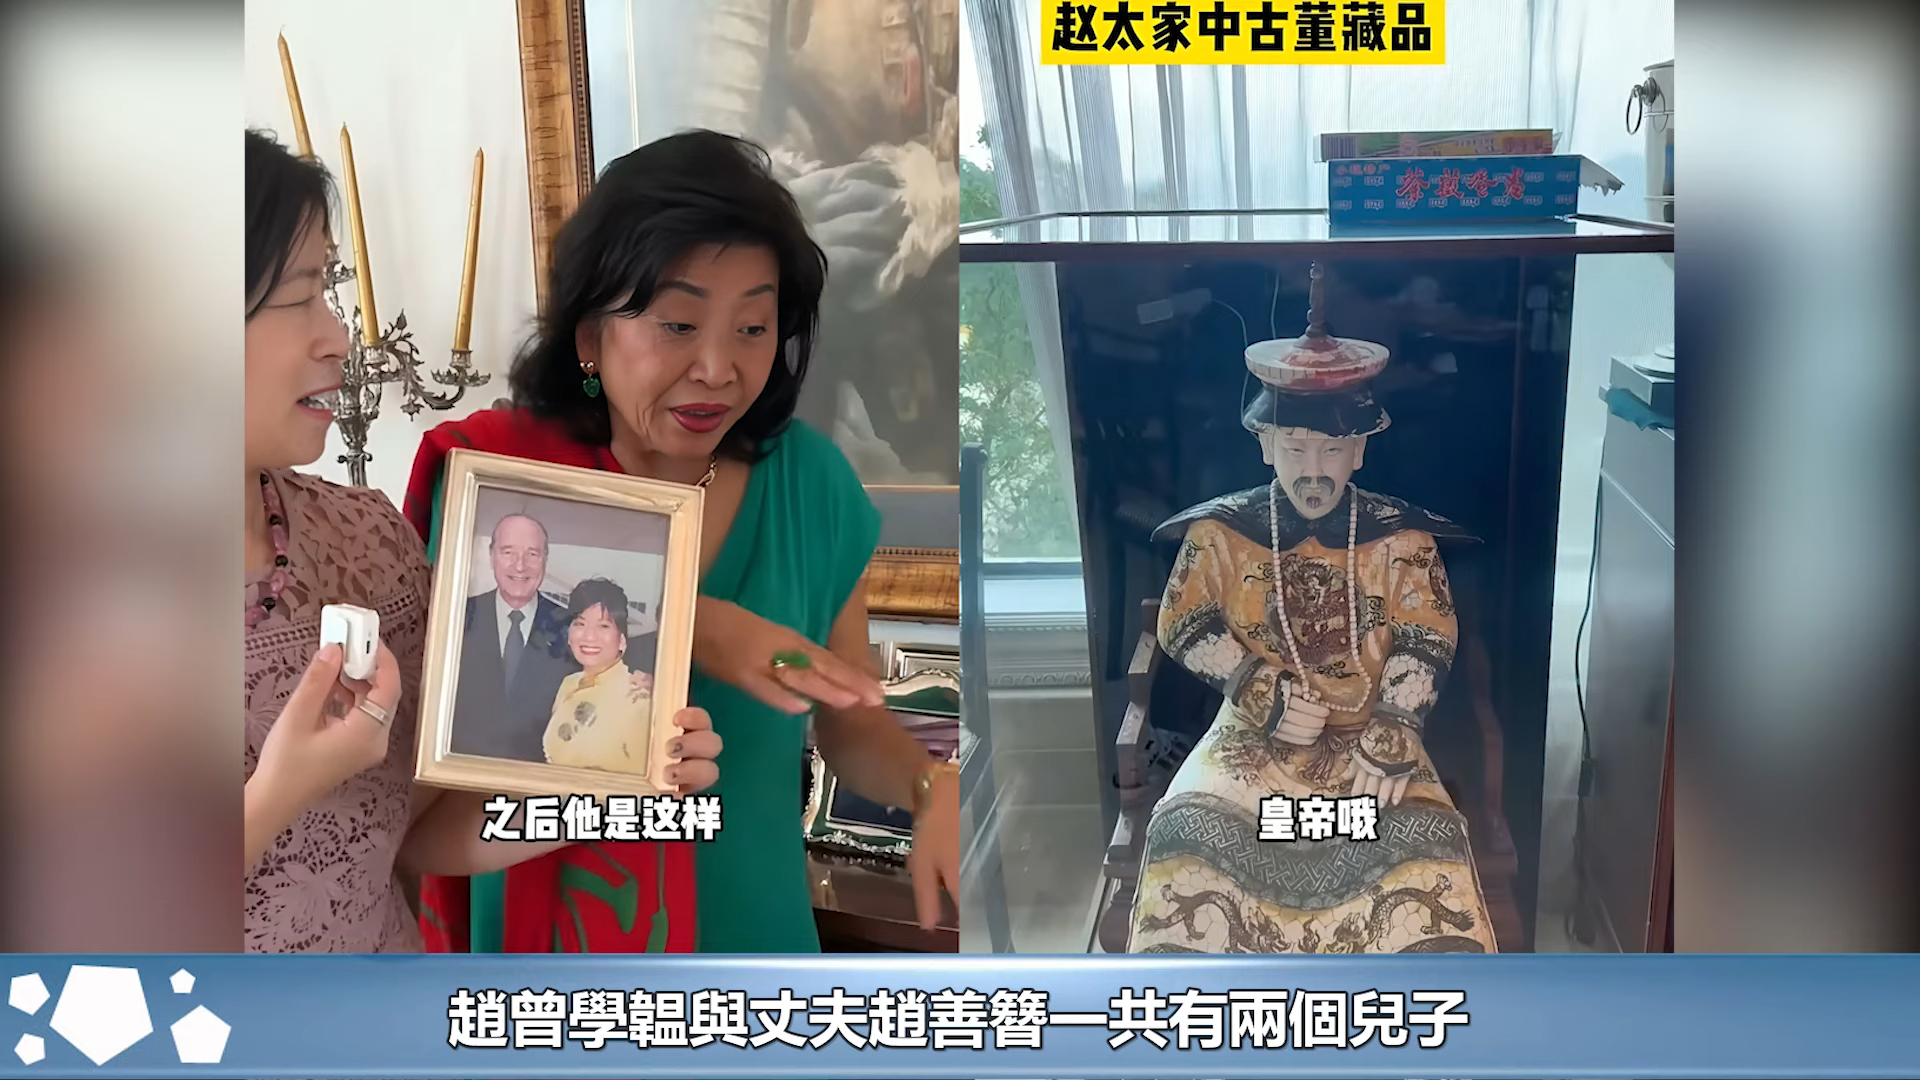 赵太家中古董藏品
之后他是这样
皇帝哦
趙曾學韞與丈夫趙善簪一共有兩個兒子